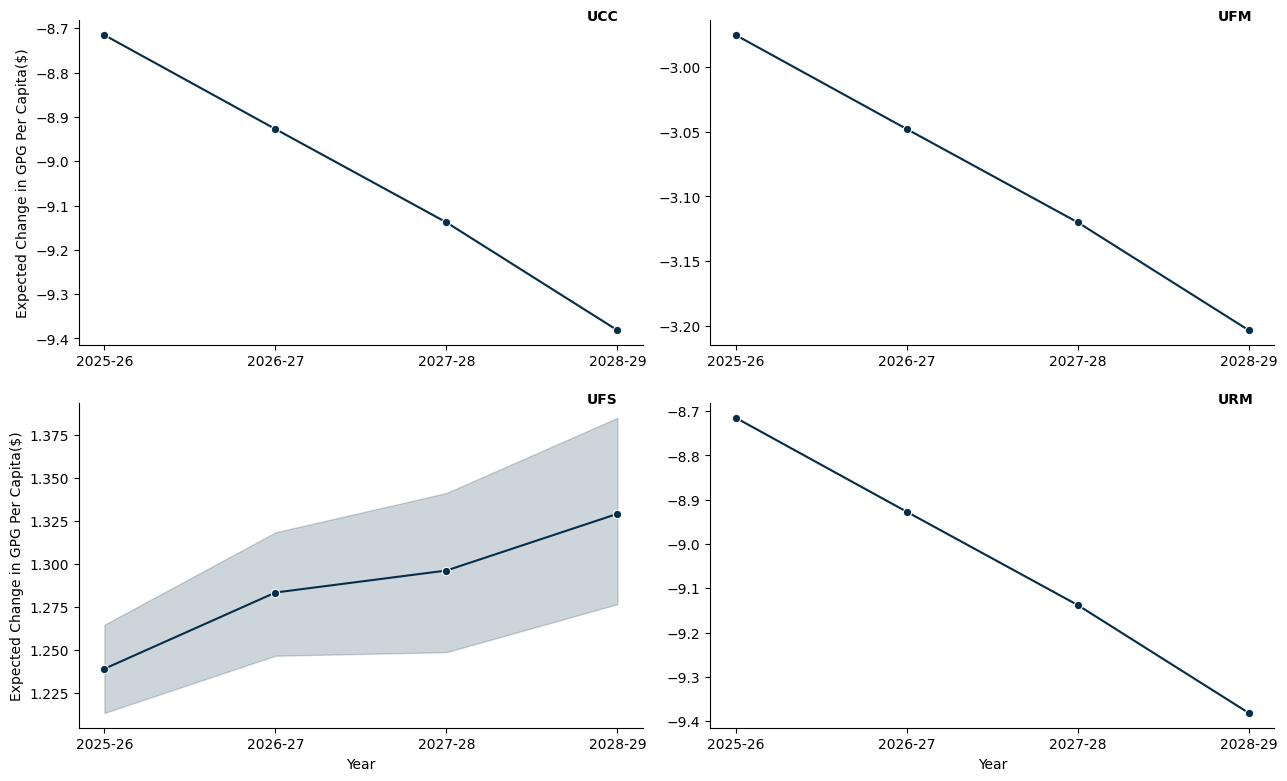 UCC
Expected Change in GPG Per Capita($)
−8.7
−8.8
−8.9
−9.0
−9.1
−9.2
−9.3
−9.4
2025-26 2026-27 2027-28 2028-29
UFM
−3.00
−3.05
−3.10
−3.15
−3.20
2025-26 2026-27 2027-28 2028-29
UFS
Expected Change in GPG Per Capita($)
1.375
1.350
1.325
1.300
1.275
1.250
1.225
2025-26 2026-27 2027-28 2028-29
Year
URM
−8.7
−8.8
−8.9
−9.0
−9.1
−9.2
−9.3
−9.4
2025-26 2026-27 2027-28 2028-29
Year